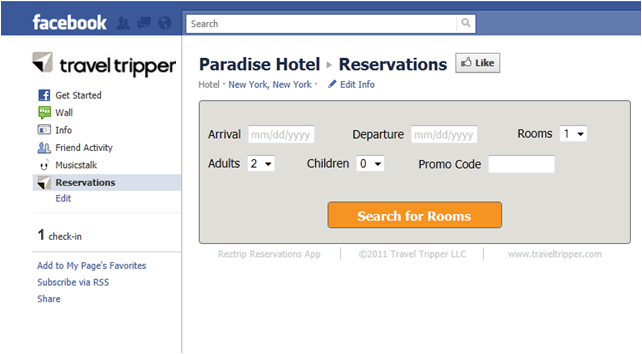 facebook
Search
travel tripper
Get Started
Wall
Info
Friend Activity
Musicstalk
Reservations
Edit
1 check-in
Add to My Page's Favorites
Subscribe via RSS
Share
Paradise Hotel ▸ Reservations Like
Hotel · New York, New York · Edit Info
Arrival mm/dd/yyyy Departure mm/dd/yyyy Rooms 1
Adults 2 Children 0 Promo Code
Search for Rooms
Reztrip Reservations App ©2011 Travel Tripper LLC www.traveltripper.com